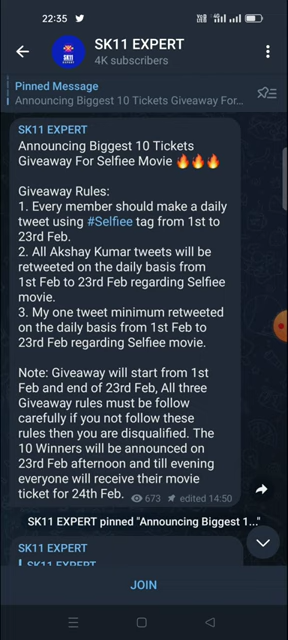 22:35
SK11 EXPERT
4K subscribers
Pinned Message
Announcing Biggest 10 Tickets Giveaway For...
SK11 EXPERT
Announcing Biggest 10 Tickets
Giveaway For Selfiee Movie 🔥🔥🔥
Giveaway Rules:
1. Every member should make a daily
tweet using #Selfiee tag from 1st to
23rd Feb.
2. All Akshay Kumar tweets will be
retweeted on the daily basis from
1st Feb to 23rd Feb regarding Selfiee
movie.
3. My one tweet minimum retweeted
on the daily basis from 1st Feb to
23rd Feb regarding Selfiee movie.
Note: Giveaway will start from 1st
Feb and end of 23rd Feb, All three
Giveaway rules must be follow
carefully if you not follow these
rules then you are disqualified. The
10 Winners will be announced on
23rd Feb afternoon and till evening
everyone will receive their movie
ticket for 24th Feb. 673 edited 14:50
SK11 EXPERT pinned "Announcing Biggest 1..."
SK11 EXPERT
SK11 EXPERT
JOIN